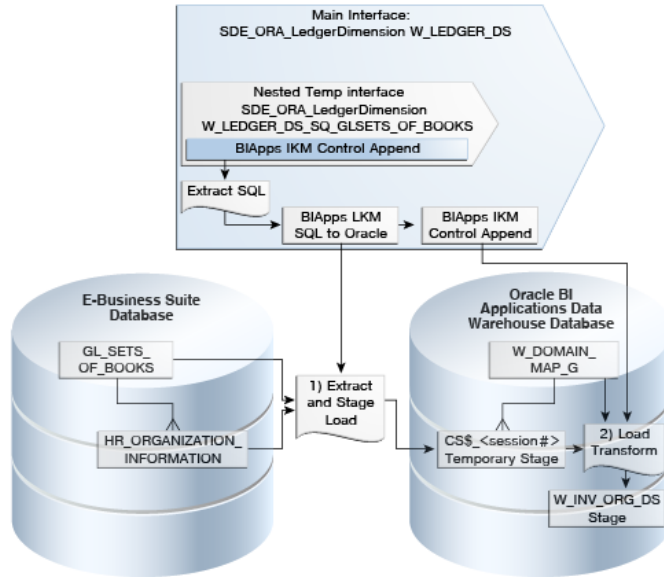 Main Interface:
SDE_ORA_LedgerDimension W_LEDGER_DS
Nested Temp interface
SDE_ORA_LedgerDimension
W_LEDGER_DS_SQ_GLSETS_OF_BOOKS
BIApps IKM Control Append
Extract SQL
BIApps LKM
SQL to Oracle
BIApps IKM
Control Append
E-Business Suite
Database
GL_SETS_
OF_BOOKS
HR_ORGANIZATION_
INFORMATION
1) Extract
and Stage
Load
Oracle BI
Applications Data
Warehouse Database
W_DOMAIN_
MAP_G
CS$_<session#>
Temporary Stage
2) Load
Transform
W_INV_ORG_DS
Stage